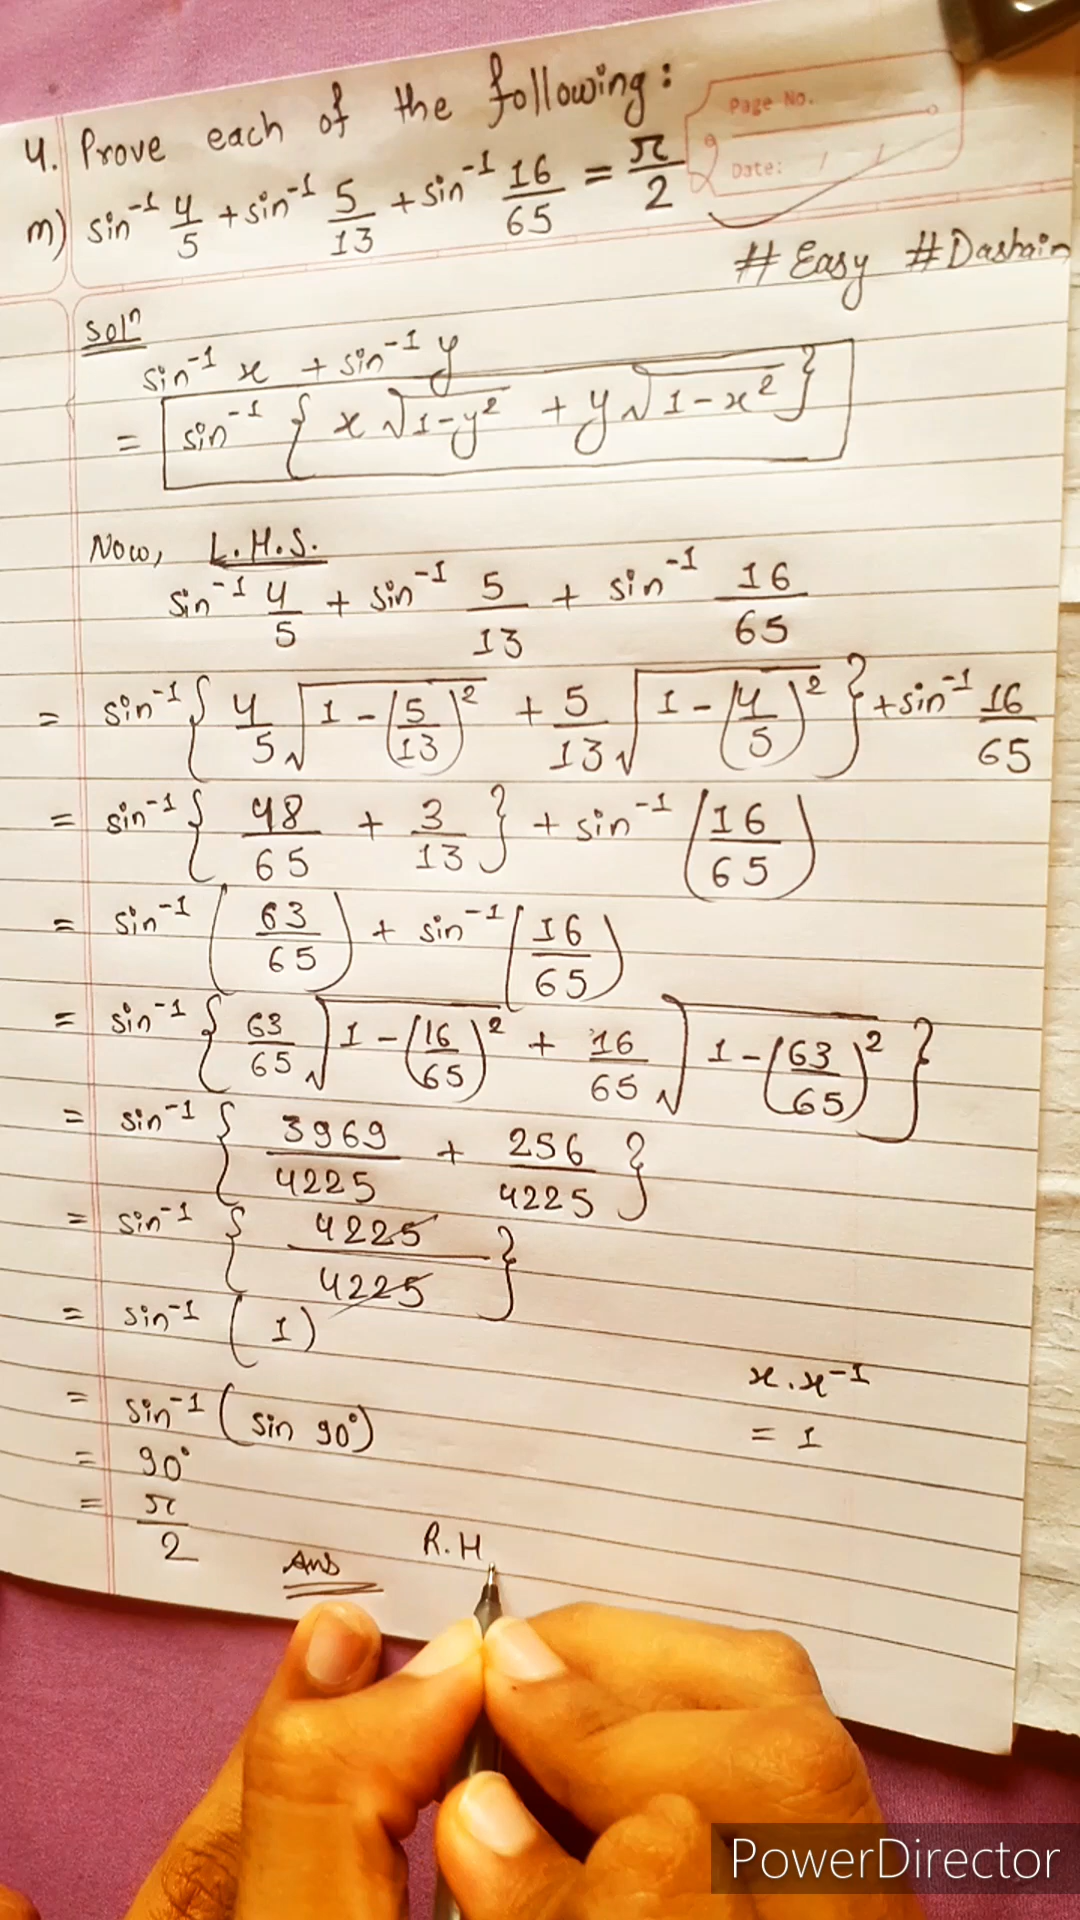 4. Prove each of the following:
Page No.
Date: / /
m) sin⁻¹ 4/5 + sin⁻¹ 5/13 + sin⁻¹ 16/65 = π/2
# Easy # Dashain
Solⁿ
sin⁻¹ x + sin⁻¹ y
= sin⁻¹ { x √(1-y²) + y √(1-x²) }
Now, L.H.S.
sin⁻¹ 4/5 + sin⁻¹ 5/13 + sin⁻¹ 16/65
= sin⁻¹ { 4/5 √(1-(5/13)²) + 5/13 √(1-(4/5)²) } + sin⁻¹ 16/65
= sin⁻¹ { 48/65 + 3/13 } + sin⁻¹ (16/65)
= sin⁻¹ (63/65) + sin⁻¹ (16/65)
= sin⁻¹ { 63/65 √(1-(16/65)²) + 16/65 √(1-(63/65)²) }
= sin⁻¹ { 3969/4225 + 256/4225 }
= sin⁻¹ { 4225/4225 }
= sin⁻¹ (1)
x.x⁻¹
= 1
= sin⁻¹ (sin 90°)
= 90°
= π/2
Ans
R.H
PowerDirector